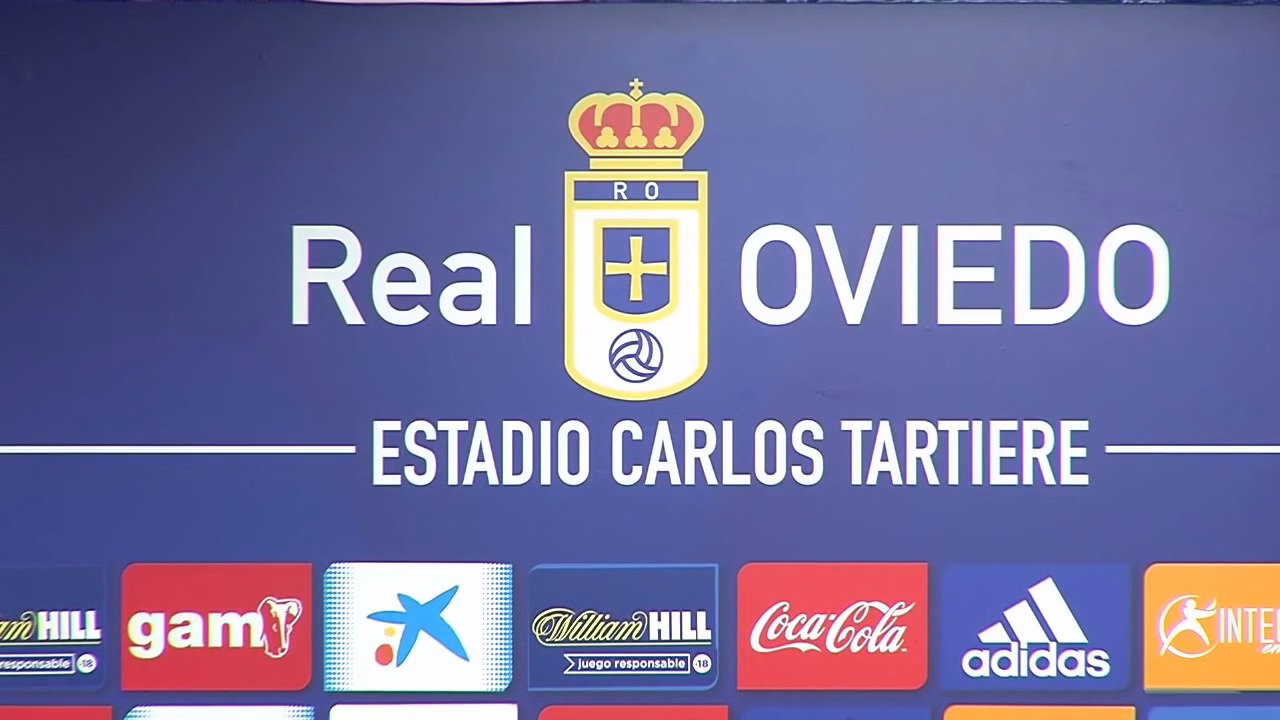 R O
Real OVIEDO
ESTADIO CARLOS TARTIERE
HILL
responsable +18
gam
William HILL
juego responsable +18
Coca-Cola
adidas